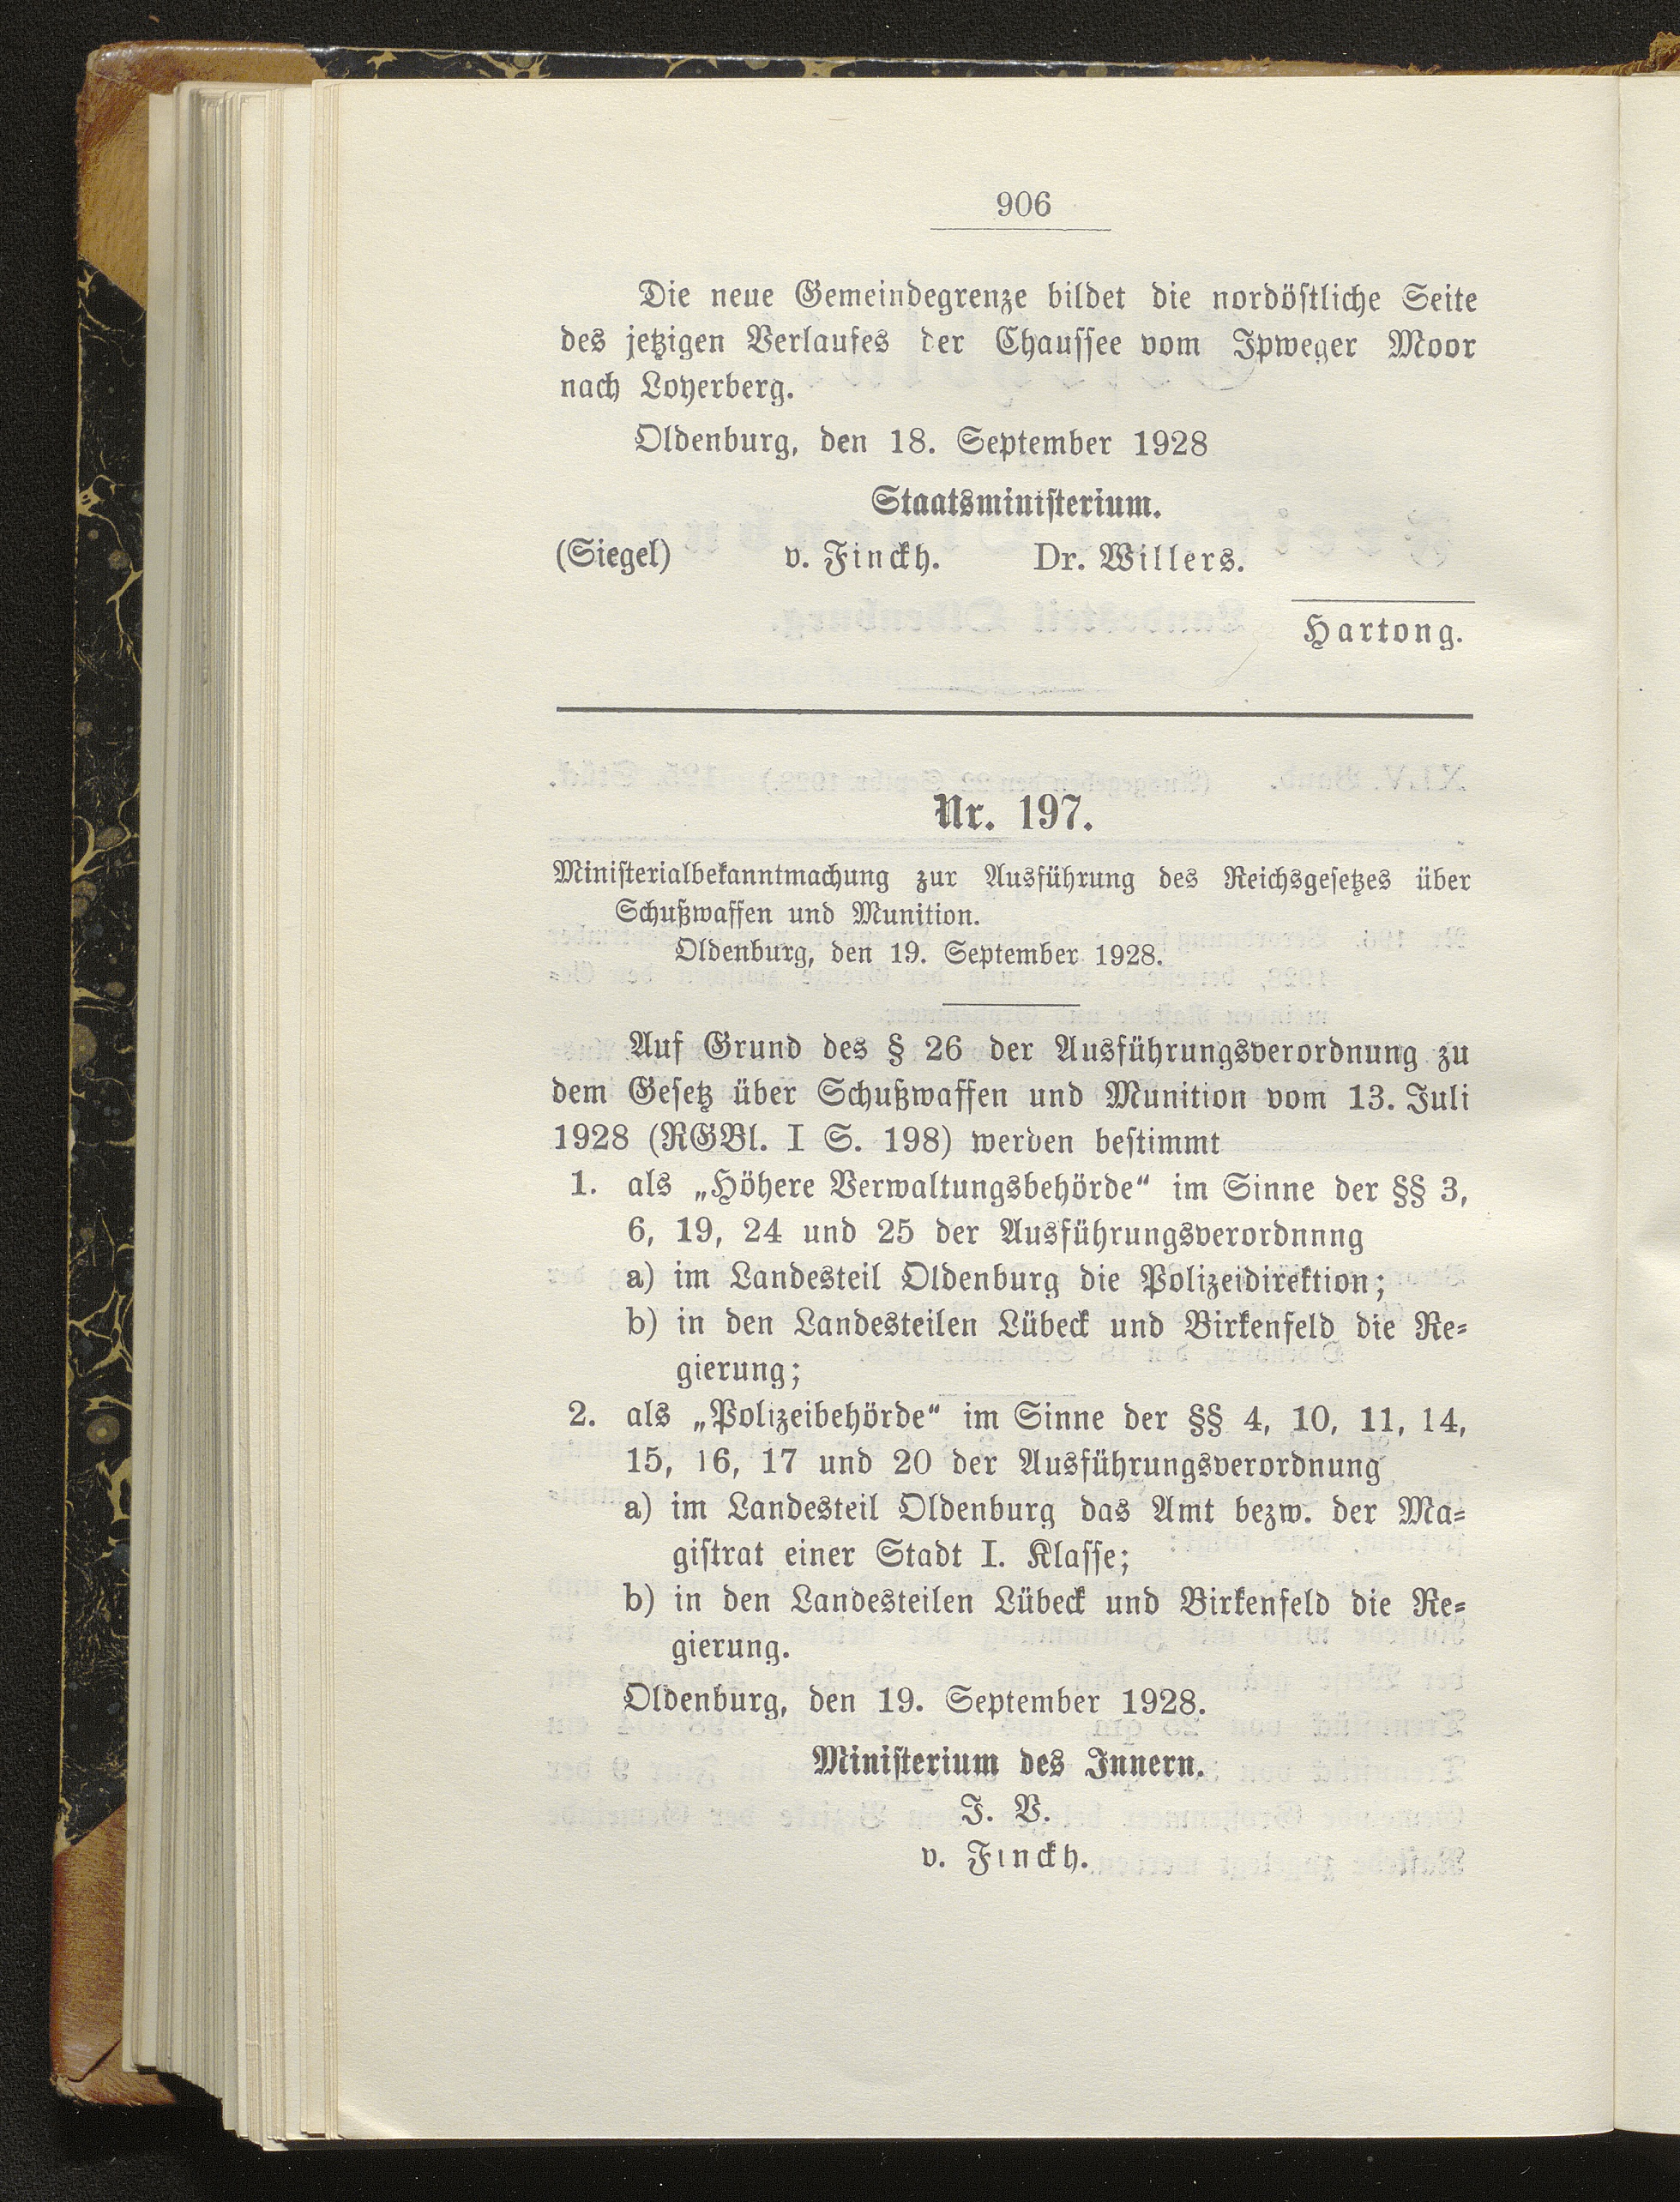 906
Die neue Gemeindegrenze bildet die nordöstliche Seite
des jetzigen Verlaufes der Chaussee vom Ipweger Moor
nach Loyerberg.
Oldenburg, den 18. September 1928
Staatsministerium.
(Siegel) v. Finckh. Dr. Willers.
Hartong.
Nr. 197.
Ministerialbekanntmachung zur Ausführung des Reichsgesetzes über
Schußwaffen und Munition.
Oldenburg, den 19. September 1928.
Auf Grund des § 26 der Ausführungsverordnung zu
dem Gesetz über Schußwaffen und Munition vom 13. Juli
1928 (RGBl. I S. 198) werden bestimmt
1. als „Höhere Verwaltungsbehörde“ im Sinne der §§ 3,
6, 19, 24 und 25 der Ausführungsverordnnng
a) im Landesteil Oldenburg die Polizeidirektion;
b) in den Landesteilen Lübeck und Birkenfeld die Re-
gierung;
2. als „Polizeibehörde“ im Sinne der §§ 4, 10, 11, 14,
15, 16, 17 und 20 der Ausführungsverordnung
a) im Landesteil Oldenburg das Amt bezw. der Ma-
gistrat einer Stadt I. Klasse;
b) in den Landesteilen Lübeck und Birkenfeld die Re-
gierung.
Oldenburg, den 19. September 1928.
Ministerium des Innern.
J. V.
v. Finckh.